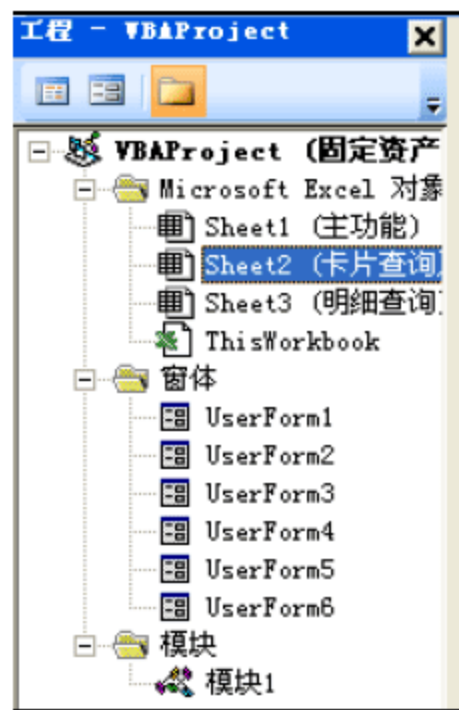 工程 - VBAProject
VBAProject (固定资产
Microsoft Excel 对象
Sheet1 (主功能)
Sheet2 (卡片查询
Sheet3 (明细查询
ThisWorkbook
窗体
UserForm1
UserForm2
UserForm3
UserForm4
UserForm5
UserForm6
模块
模块1